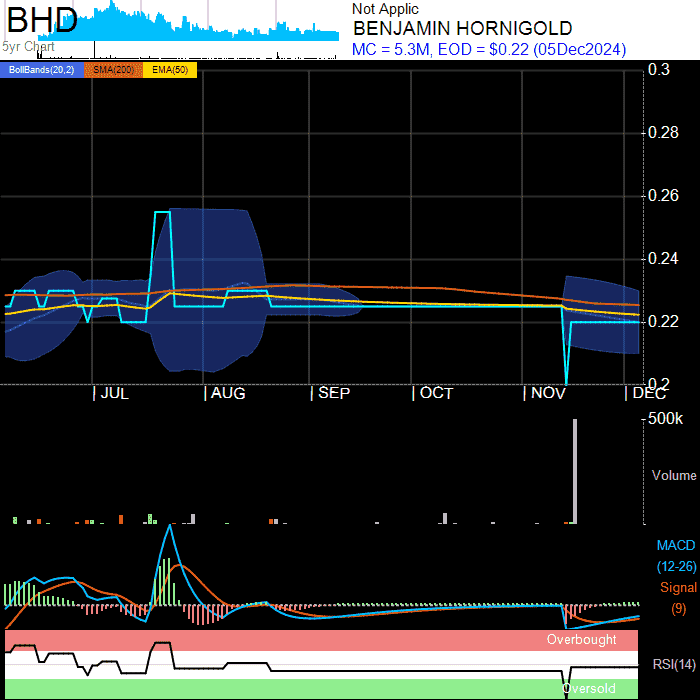 BHD
5yr Chart
Not Applic
BENJAMIN HORNIGOLD
MC = 5.3M, EOD = $0.22 (05Dec2024)
BollBands(20,2) SMA(200) EMA(50)
0.3
0.28
0.26
0.24
0.22
0.2
JUL AUG SEP OCT NOV DEC
500k
Volume
MACD
(12-26)
Signal
(9)
Overbought
RSI(14)
Oversold